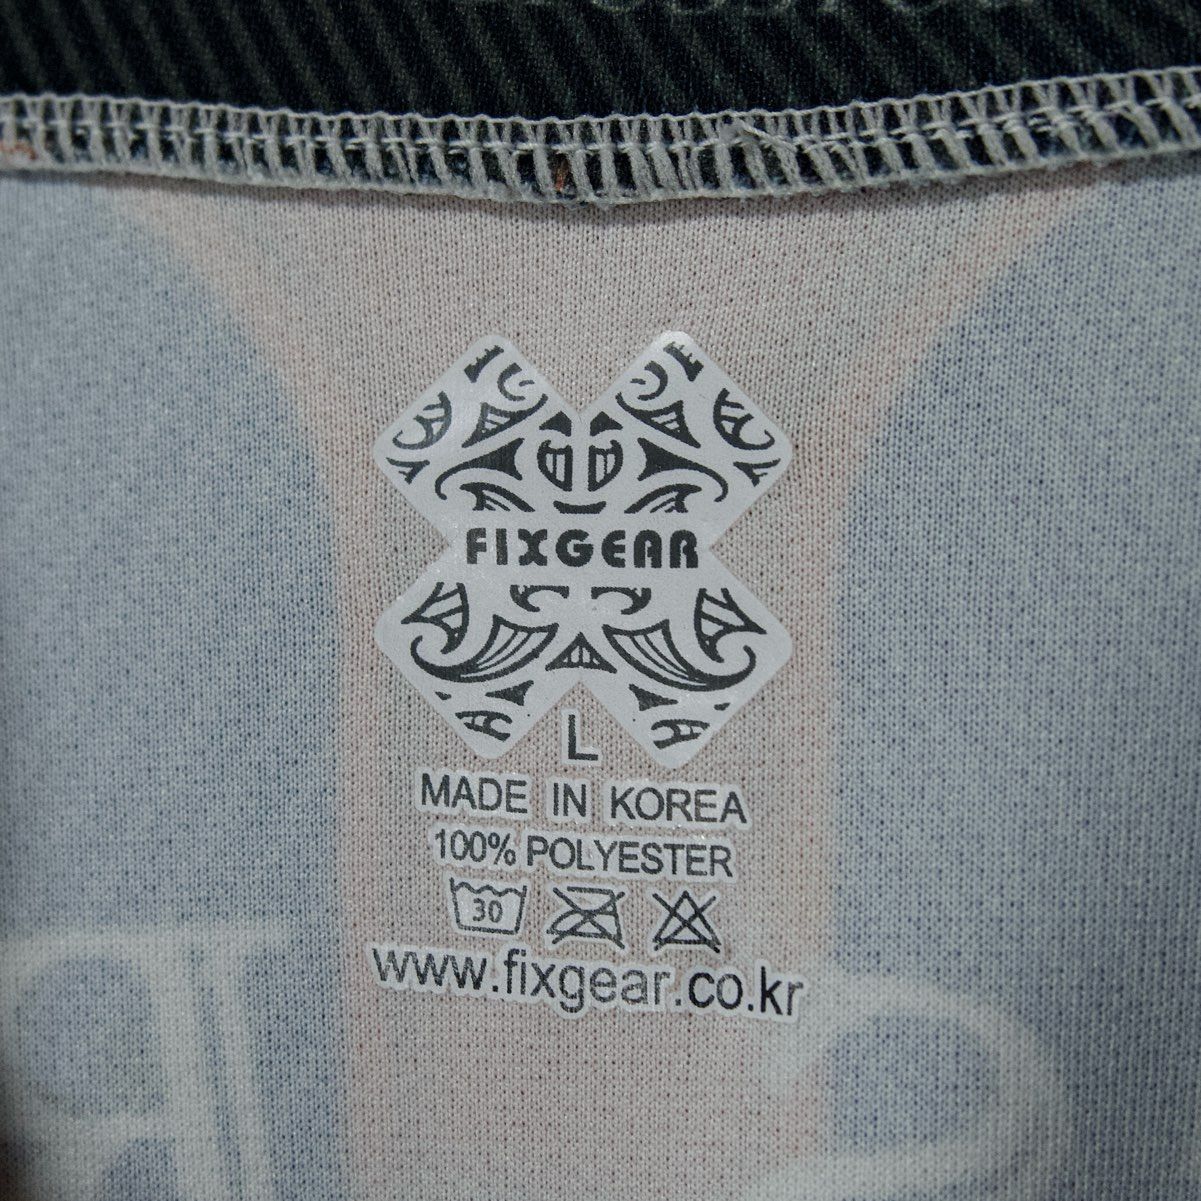 FIXGEAR
L
MADE IN KOREA
100% POLYESTER
30
www.fixgear.co.kr